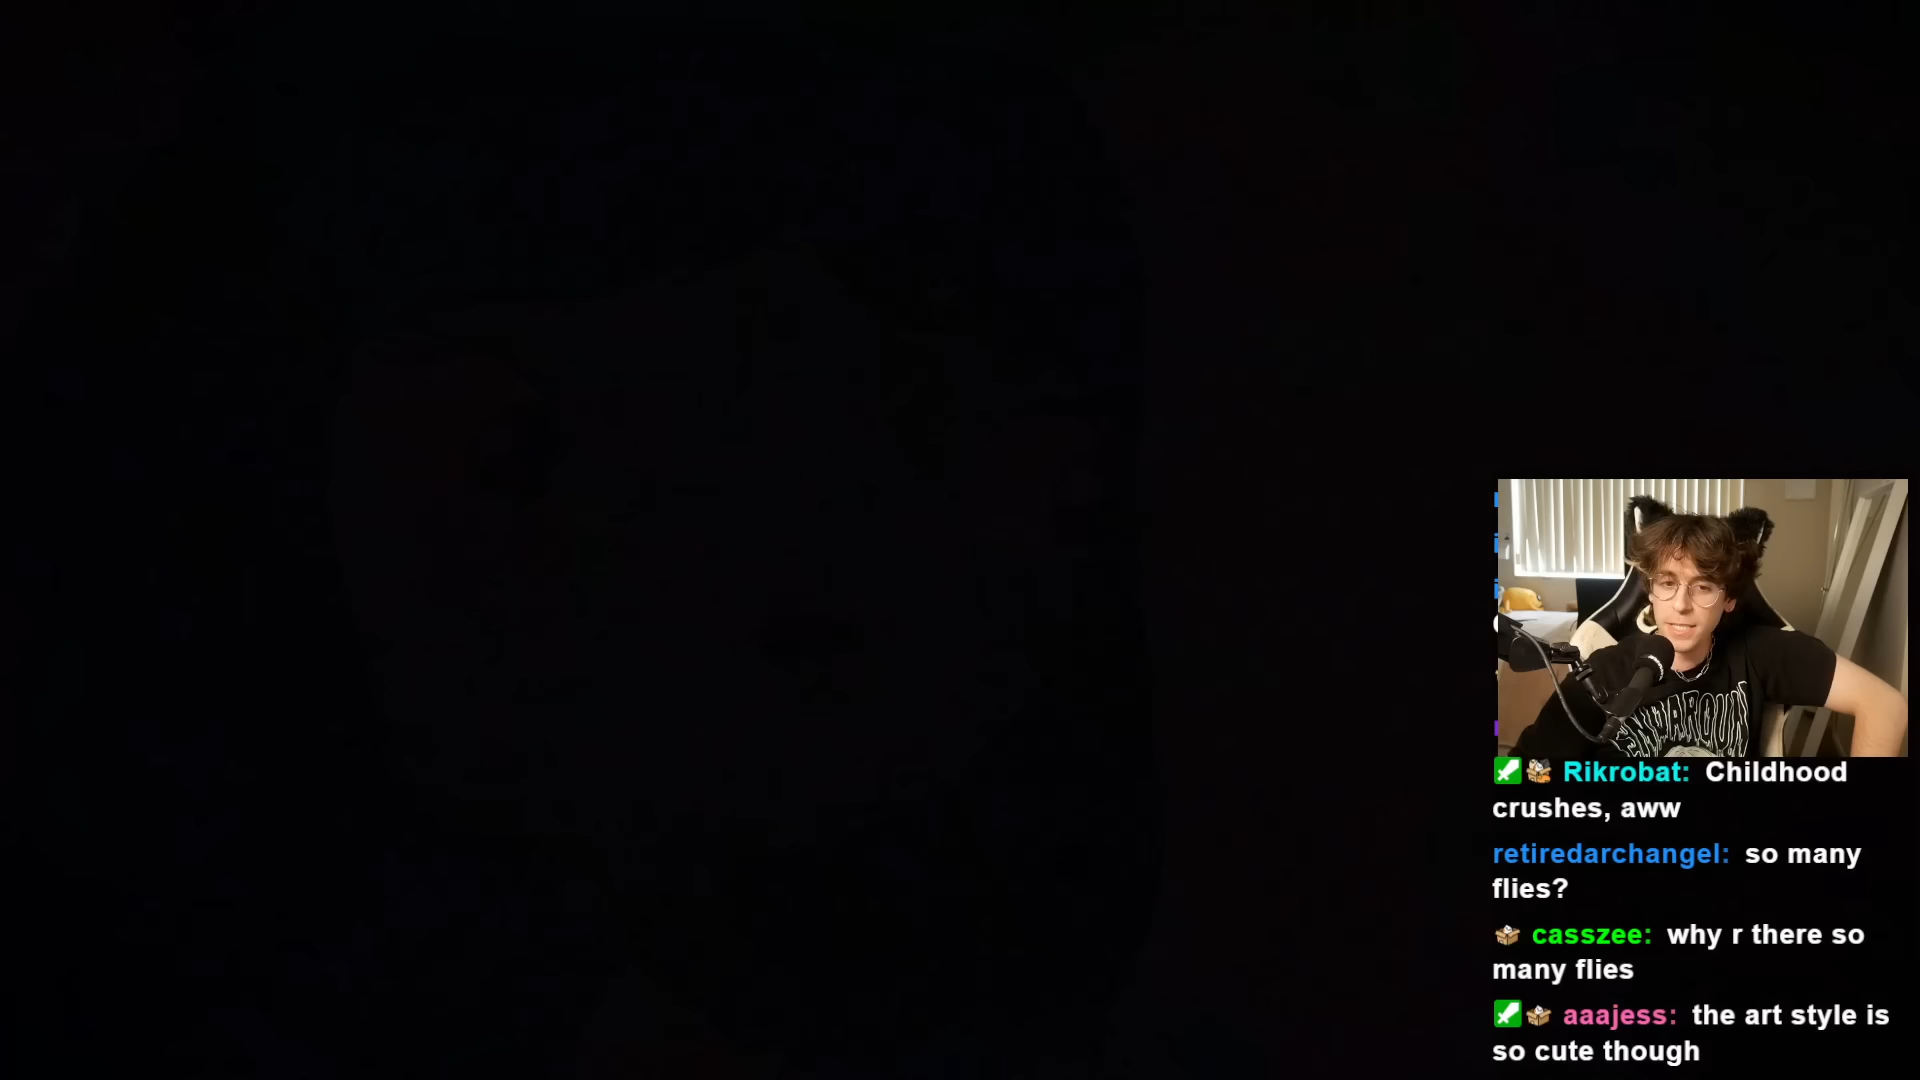 Rikrobat: Childhood
crushes, aww
retiredarchangel: so many
flies?
casszee: why r there so
many flies
aaajess: the art style is
so cute though